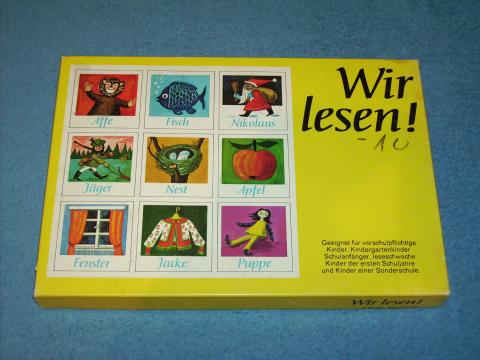 Wir
lesen!
Affe
Fisch
Nikolaus
Jäger
Nest
Apfel
Fenster
Jacke
Puppe
Geeignet für vorschulpflichtige
Kinder, Kindergartenkinder
Schulanfänger, leseschwache
Kinder der ersten Schuljahre
und Kinder einer Sonderschule.
Wir lesen!